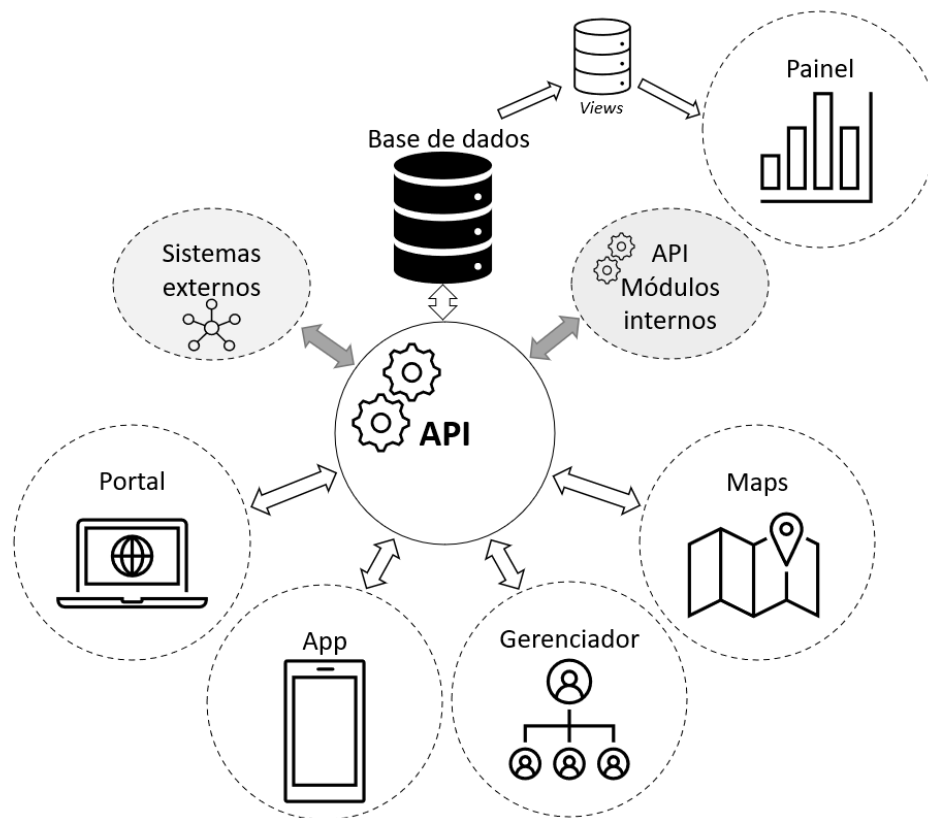 Painel
Views
Base de dados
Sistemas
externos
API
Módulos
internos
API
Portal
Maps
App
Gerenciador